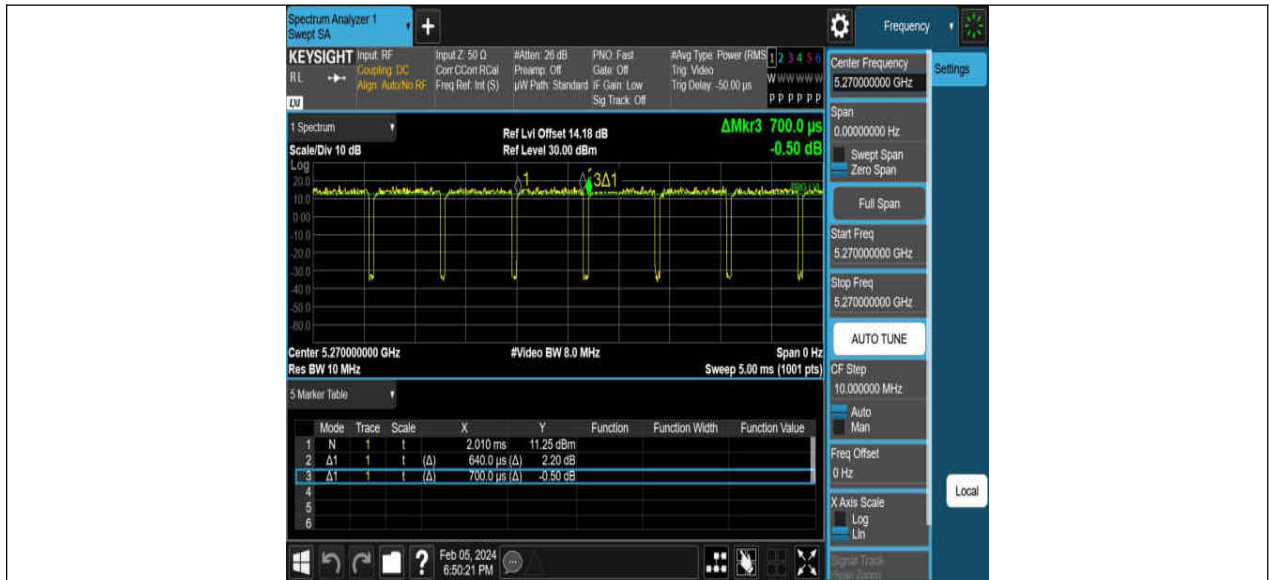 Spectrum Analyzer 1
Swept SA
Frequency
KEYSIGHT
RL
LXI
Input: RF
Coupling: DC
Align: Auto/No RF
Input Z: 50 Ω
Corr CCorr RCal
Freq Ref: Int (S)
#Atten: 26 dB
Preamp: Off
µW Path: Standard
PNO: Fast
Gate: Off
IF Gain: Low
Sig Track: Off
#Avg Type: Power (RMS
Trig: Video
Trig Delay: -50.00 µs
1 2 3 4 5 6
W W W W W W
P P P P P P
1 Spectrum
Scale/Div 10 dB
Ref Lvl Offset 14.18 dB
Ref Level 30.00 dBm
ΔMkr3 700.0 µs
-0.50 dB
Log
20.0
10.0
0.00
-10.0
-20.0
-30.0
-40.0
-50.0
-60.0
1
3Δ1
TRIG LVL
Center 5.270000000 GHz
Res BW 10 MHz
#Video BW 8.0 MHz
Span 0 Hz
Sweep 5.00 ms (1001 pts)
5 Marker Table
Mode Trace Scale X Y Function Function Width Function Value
1 N 1 t 2.010 ms 11.25 dBm
2 Δ1 1 t (Δ) 640.0 µs (Δ) 2.20 dB
3 Δ1 1 t (Δ) 700.0 µs (Δ) -0.50 dB
4
5
6
Feb 05, 2024
6:50:21 PM
Center Frequency
5.270000000 GHz
Span
0.00000000 Hz
Swept Span
Zero Span
Full Span
Start Freq
5.270000000 GHz
Stop Freq
5.270000000 GHz
AUTO TUNE
CF Step
10.000000 MHz
Auto
Man
Freq Offset
0 Hz
X Axis Scale
Log
Lin
Signal Track
(Span Zoom)
Settings
Local